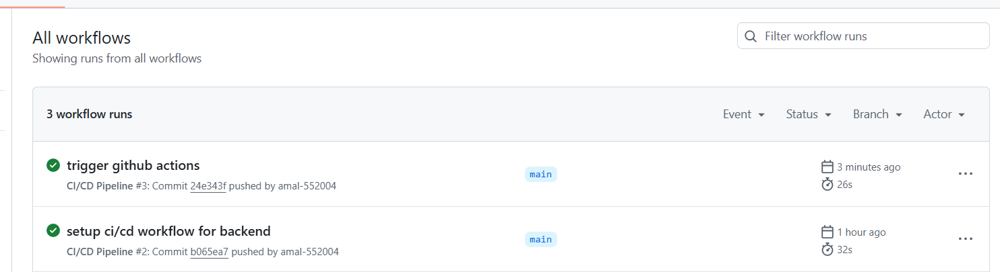 All workflows
Filter workflow runs
Showing runs from all workflows
3 workflow runs
Event Status Branch Actor
trigger github actions
main
3 minutes ago
CI/CD Pipeline #3: Commit 24e343f pushed by amal-552004
26s
setup ci/cd workflow for backend
main
1 hour ago
CI/CD Pipeline #2: Commit b065ea7 pushed by amal-552004
32s